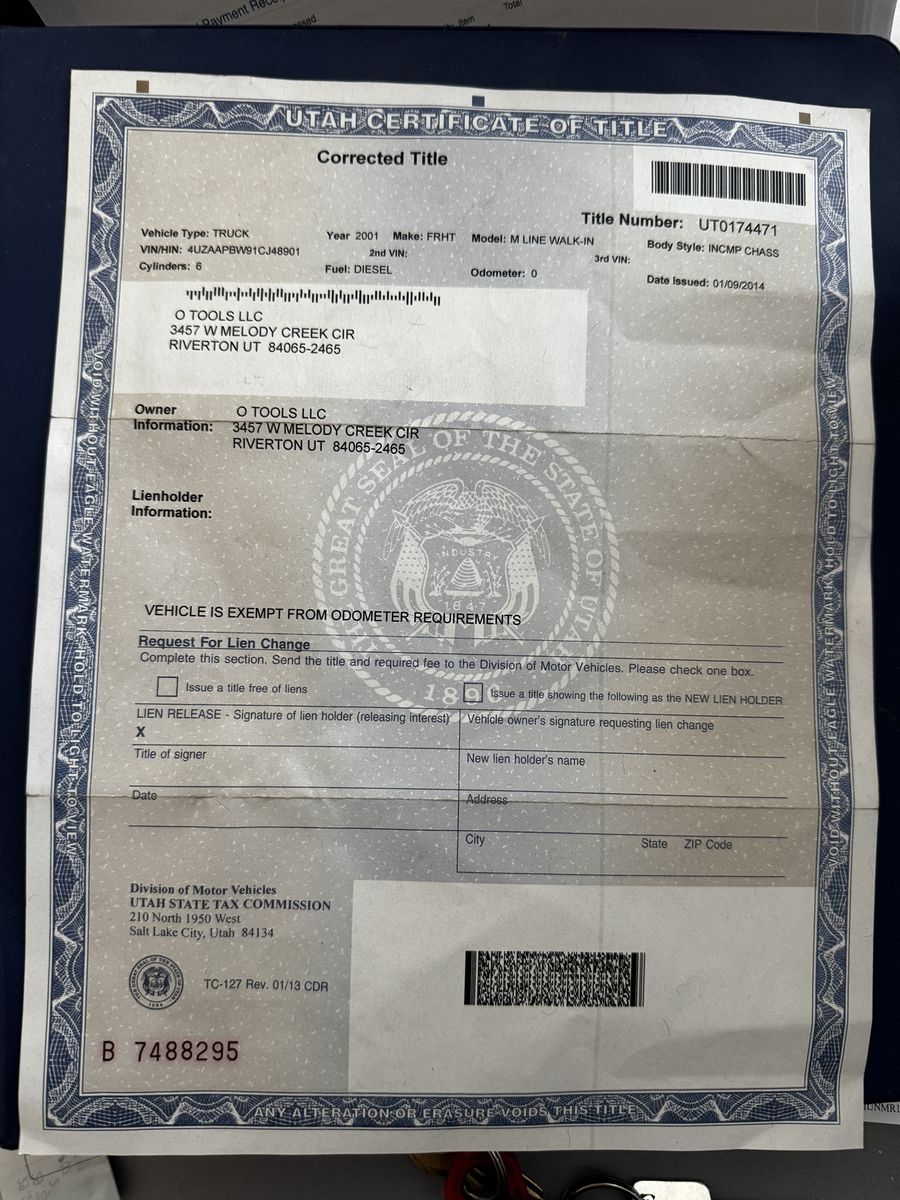 Payment
Item
Total
UTAH CERTIFICATE OF TITLE
Corrected Title
Title Number: UT0174471
Vehicle Type: TRUCK Year 2001 Make: FRHT Model: M LINE WALK-IN Body Style: INCMP CHASS
VIN/HIN: 4UZAAPBW91CJ48901 2nd VIN: 3rd VIN:
Cylinders: 6 Fuel: DIESEL Odometer: 0 Date Issued: 01/09/2014
O TOOLS LLC
3457 W MELODY CREEK CIR
RIVERTON UT 84065-2465
Owner Information: O TOOLS LLC
3457 W MELODY CREEK CIR
RIVERTON UT 84065-2465
Lienholder
Information:
GREAT SEAL OF THE STATE OF UTAH
INDUSTRY
1847
VEHICLE IS EXEMPT FROM ODOMETER REQUIREMENTS
Request For Lien Change
Complete this section. Send the title and required fee to the Division of Motor Vehicles. Please check one box.
Issue a title free of liens
Issue a title showing the following as the NEW LIEN HOLDER
LIEN RELEASE - Signature of lien holder (releasing interest)
Vehicle owner's signature requesting lien change
X
Title of signer
New lien holder's name
Date
Address
City State ZIP Code
Division of Motor Vehicles
UTAH STATE TAX COMMISSION
210 North 1950 West
Salt Lake City, Utah 84134
TC-127 Rev. 01/13 CDR
B 7488295
ANY ALTERATION OR ERASURE VOIDS THIS TITLE
VOID WITHOUT EAGLE WATERMARK HOLD TO LIGHT TO VIEW
VOID WITHOUT EAGLE WATERMARK HOLD TO LIGHT TO VIEW